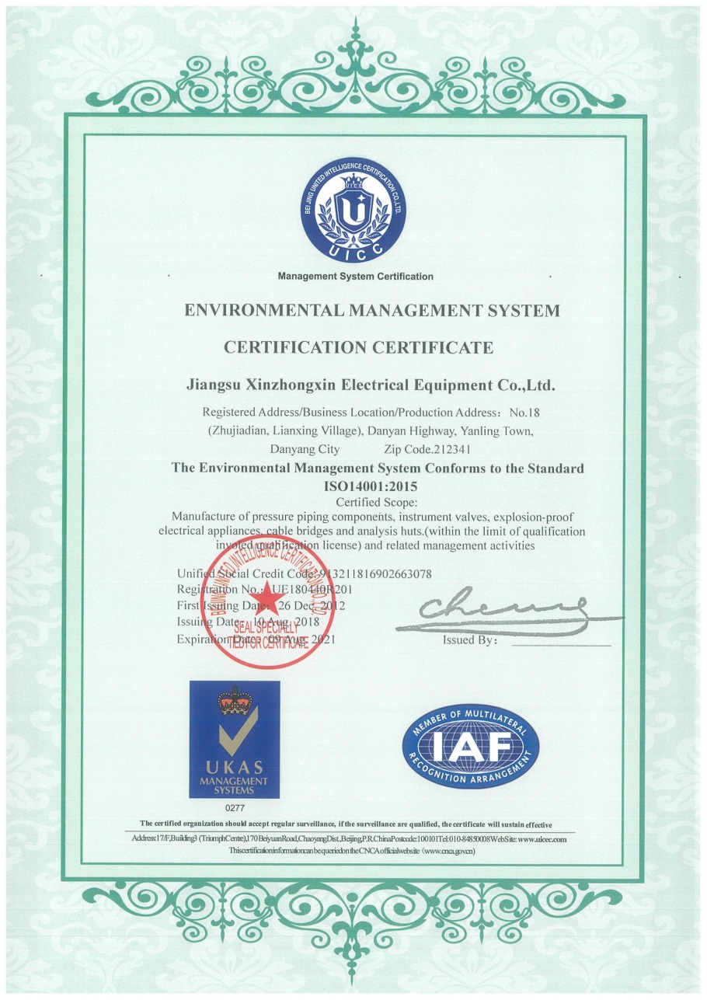 BEIJING UNITED INTELLIGENCE CERTIFICATION CO.,LTD.
UICC
U
UICC
Management System Certification
ENVIRONMENTAL MANAGEMENT SYSTEM
CERTIFICATION CERTIFICATE
Jiangsu Xinzhongxin Electrical Equipment Co.,Ltd.
Registered Address/Business Location/Production Address：No.18
(Zhujiadian, Lianxing Village), Danyan Highway, Yanling Town,
Danyang City Zip Code.212341
The Environmental Management System Conforms to the Standard
ISO14001:2015
Certified Scope:
Manufacture of pressure piping components, instrument valves, explosion-proof
electrical appliances, cable bridges and analysis huts.(within the limit of qualification
involed qualification license) and related management activities
Unified Social Credit Code: 913211816902663078
Registration No.：UE180440R201
First Issuing Date：26 Dec. 2012
Issuing Date：10 Aug. 2018
Expiration Date：09 Aug. 2021
BEIJING UNITED INTELLIGENCE CERTIFICATION CO.,LTD.
SEAL SPECIALLY
TIED FOR CERTIFICATE
Issued By：
UKAS
MANAGEMENT
SYSTEMS
0277
MEMBER OF MULTILATERAL
IAF
RECOGNITION ARRANGEMENT
The certified organization should accept regular surveillance, if the surveillance are qualified, the certificate will sustain effective
Address:17/F,Building3 (TriumphCentre),170BeiyuanRoad,ChaoyangDist.,Beijing,P.R.ChinaPostcode:100101Tel:010-84850008WebSite: www.uicec.com
ThiscertificationinformationcanbequeriedontheCNCAofficialwebsite（www.cnca.gov.cn)